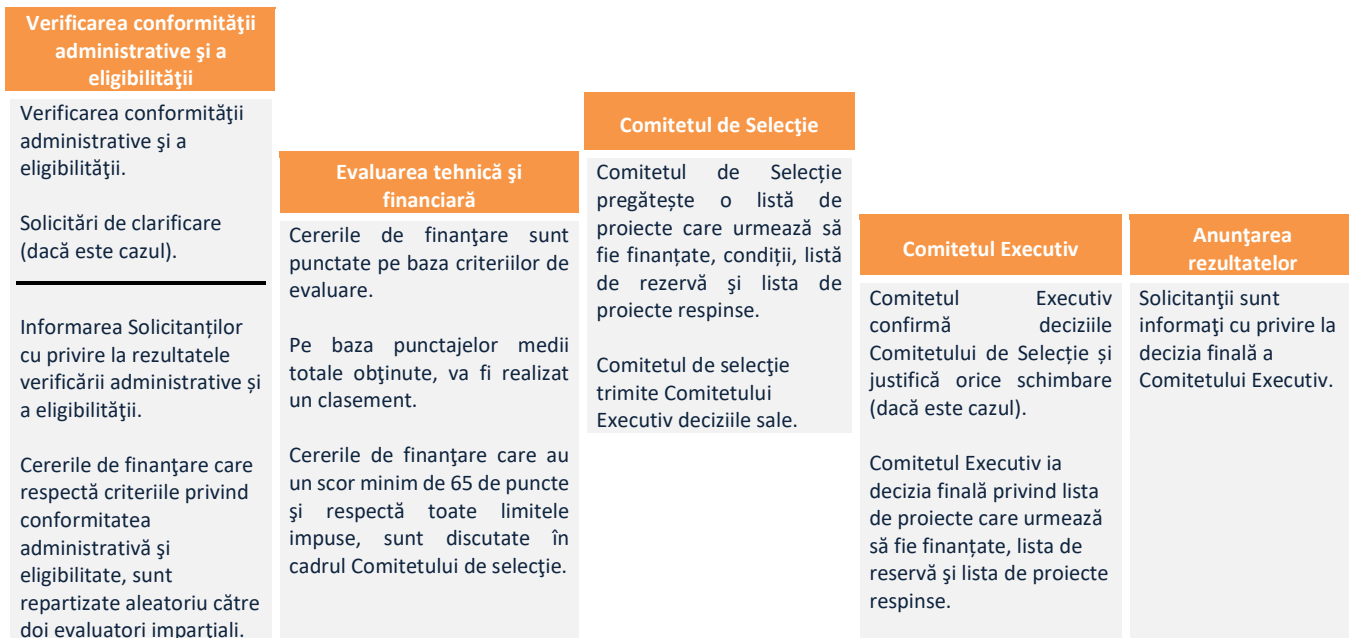 Verificarea conformităţii
administrative şi a
eligibilităţii
Verificarea conformităţii
administrative şi a
eligibilităţii.
Solicitări de clarificare
(dacă este cazul).
Informarea Solicitanților
cu privire la rezultatele
verificării administrative și
a eligibilităţii.
Cererile de finanţare care
respectă criteriile privind
conformitatea
administrativă şi
eligibilitate, sunt
repartizate aleatoriu către
doi evaluatori imparţiali.
Evaluarea tehnică şi
financiară
Cererile de finanţare sunt
punctate pe baza criteriilor de
evaluare.
Pe baza punctajelor medii
totale obţinute, va fi realizat
un clasement.
Cererile de finanţare care au
un scor minim de 65 de puncte
şi respectă toate limitele
impuse, sunt discutate în
cadrul Comitetului de selecţie.
Comitetul de Selecţie
Comitetul de Selecție
pregătește o listă de
proiecte care urmează să
fie finanțate, condiții, listă
de rezervă şi lista de
proiecte respinse.
Comitetul de selecţie
trimite Comitetului
Executiv deciziile sale.
Comitetul Executiv
Comitetul Executiv
confirmă deciziile
Comitetului de Selecție și
justifică orice schimbare
(dacă este cazul).
Comitetul Executiv ia
decizia finală privind lista
de proiecte care urmează
să fie finanțate, lista de
reservă şi lista de proiecte
respinse.
Anunţarea
rezultatelor
Solicitanţii sunt
informaţi cu privire la
decizia finală a
Comitetului Executiv.